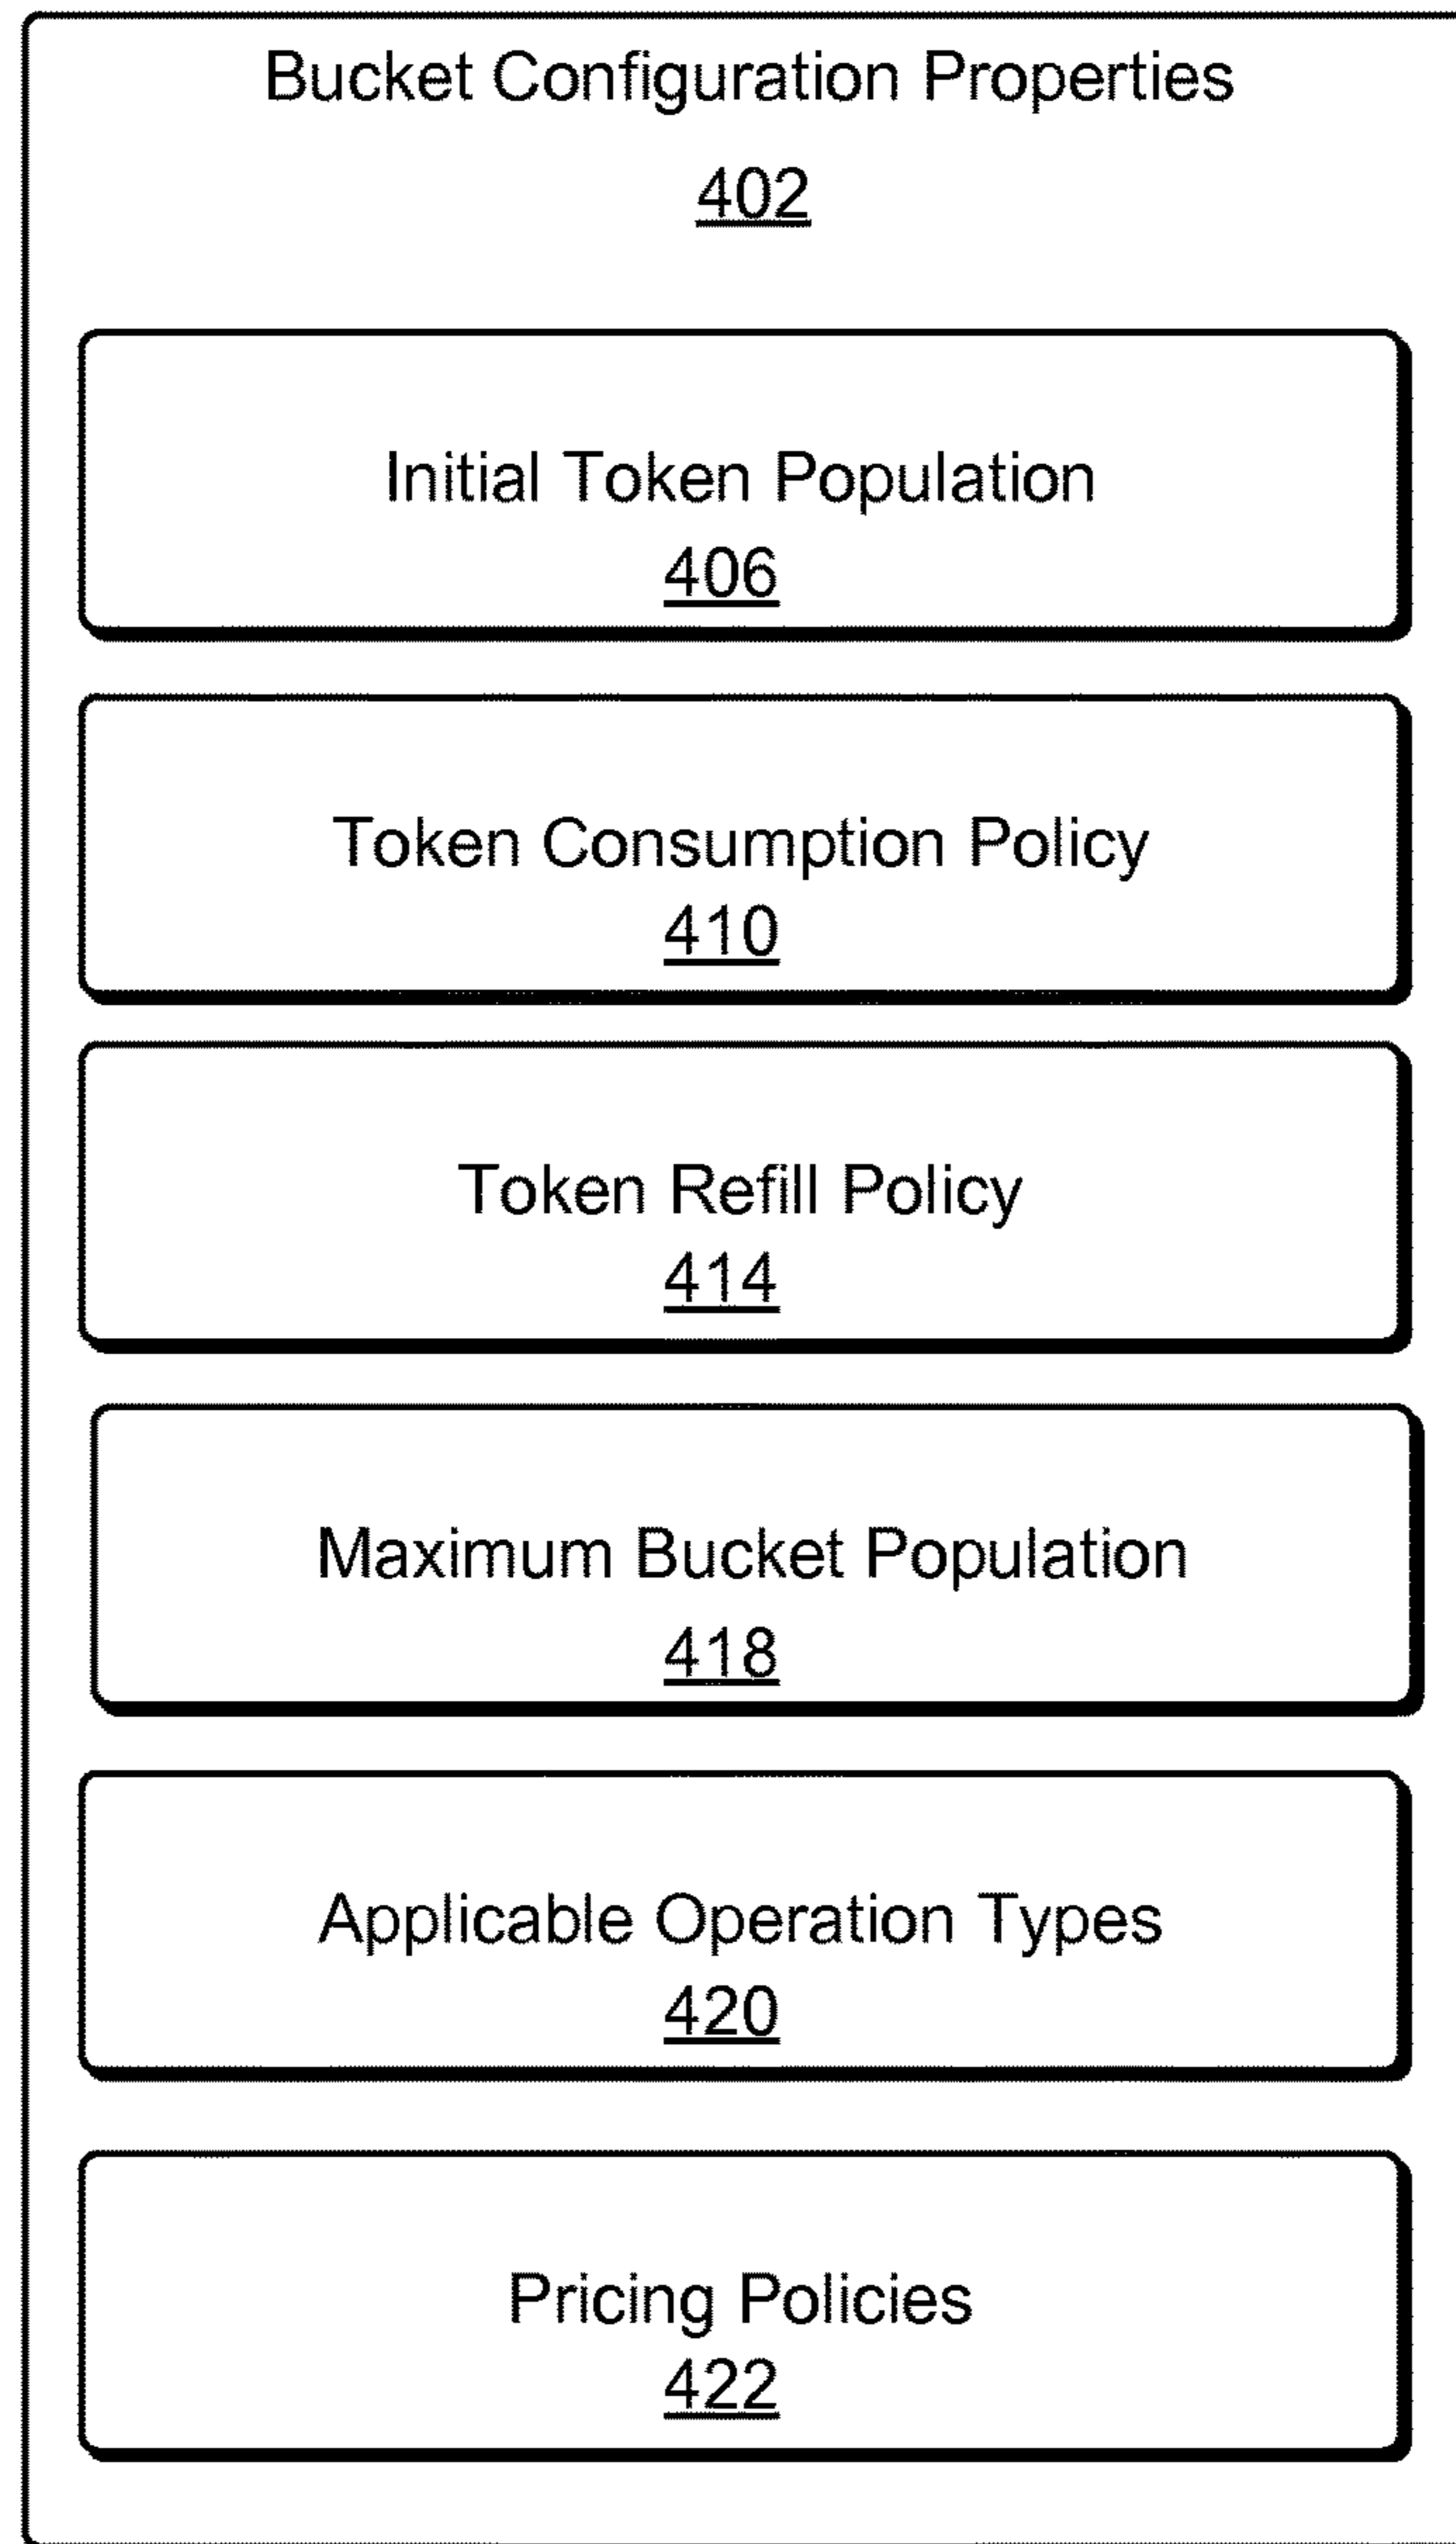 Bucket Configuration Properties
402
Initial Token Population
406
Token Consumption Policy
410
Token Refill Policy
414
Maximum Bucket Population
418
Applicable Operation Types
420
Pricing Policies
422